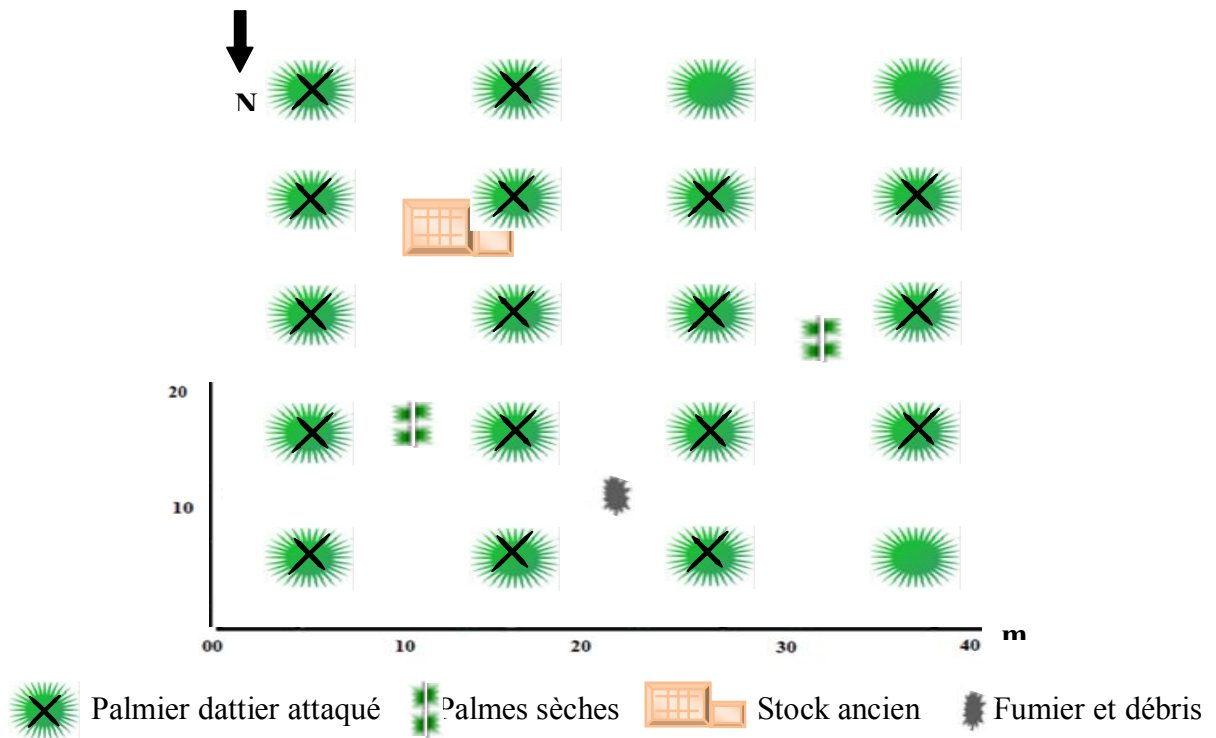 N
20
10
00 10 20 30 40 m
Palmier dattier attaqué Palmes sèches Stock ancien Fumier et débris